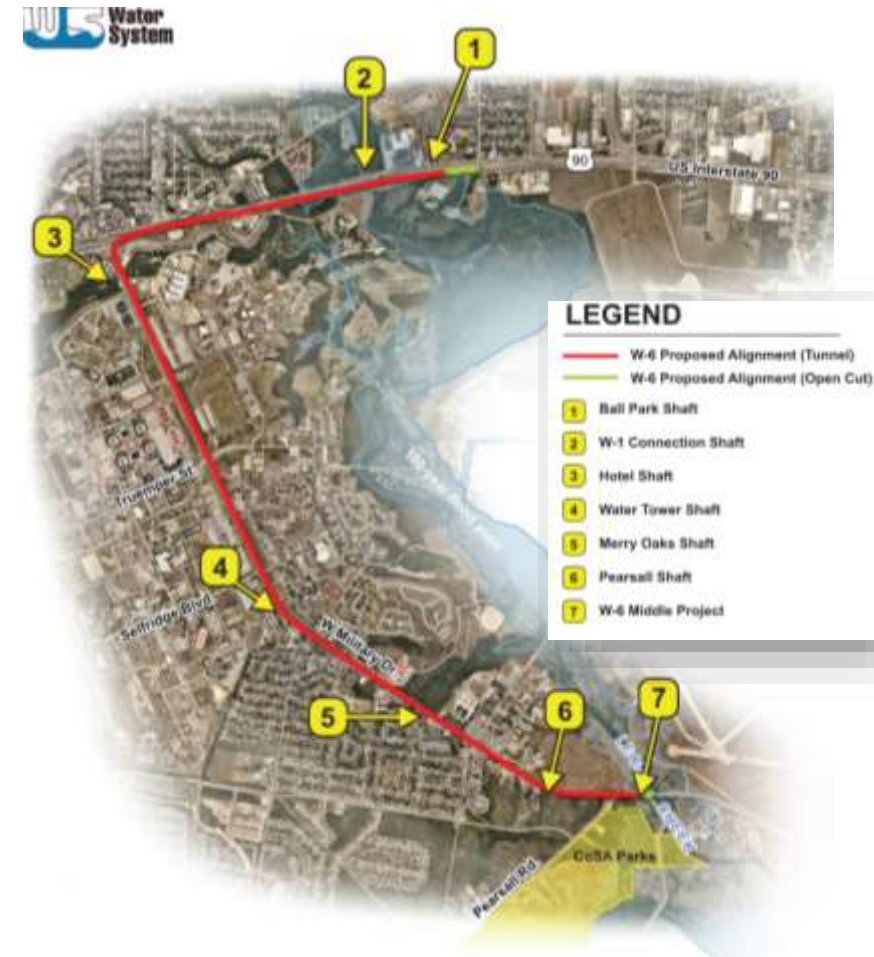 Water
System
1
2
90
US Interstate 90
3
LEGEND
W-6 Proposed Alignment (Tunnel)
W-6 Proposed Alignment (Open Cut)
1 Ball Park Shaft
2 W-1 Connection Shaft
3 Hotel Shaft
4 Water Tower Shaft
5 Merry Oaks Shaft
6 Pearsall Shaft
7 W-6 Middle Project
Truemper St
4
Selfridge Blvd
W Military Dr
5
6
7
CoSA Parks
Pearsall Rd